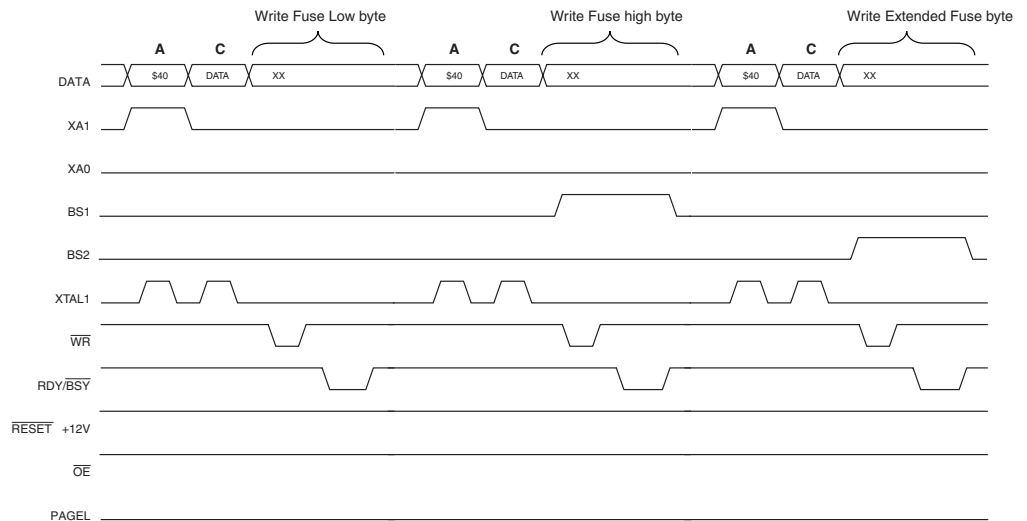 Write Fuse Low byte Write Fuse high byte Write Extended Fuse byte
A C A C A C
DATA $40 DATA XX $40 DATA XX $40 DATA XX
XA1
XA0
BS1
BS2
XTAL1
WR
RDY/BSY
RESET +12V
OE
PAGEL